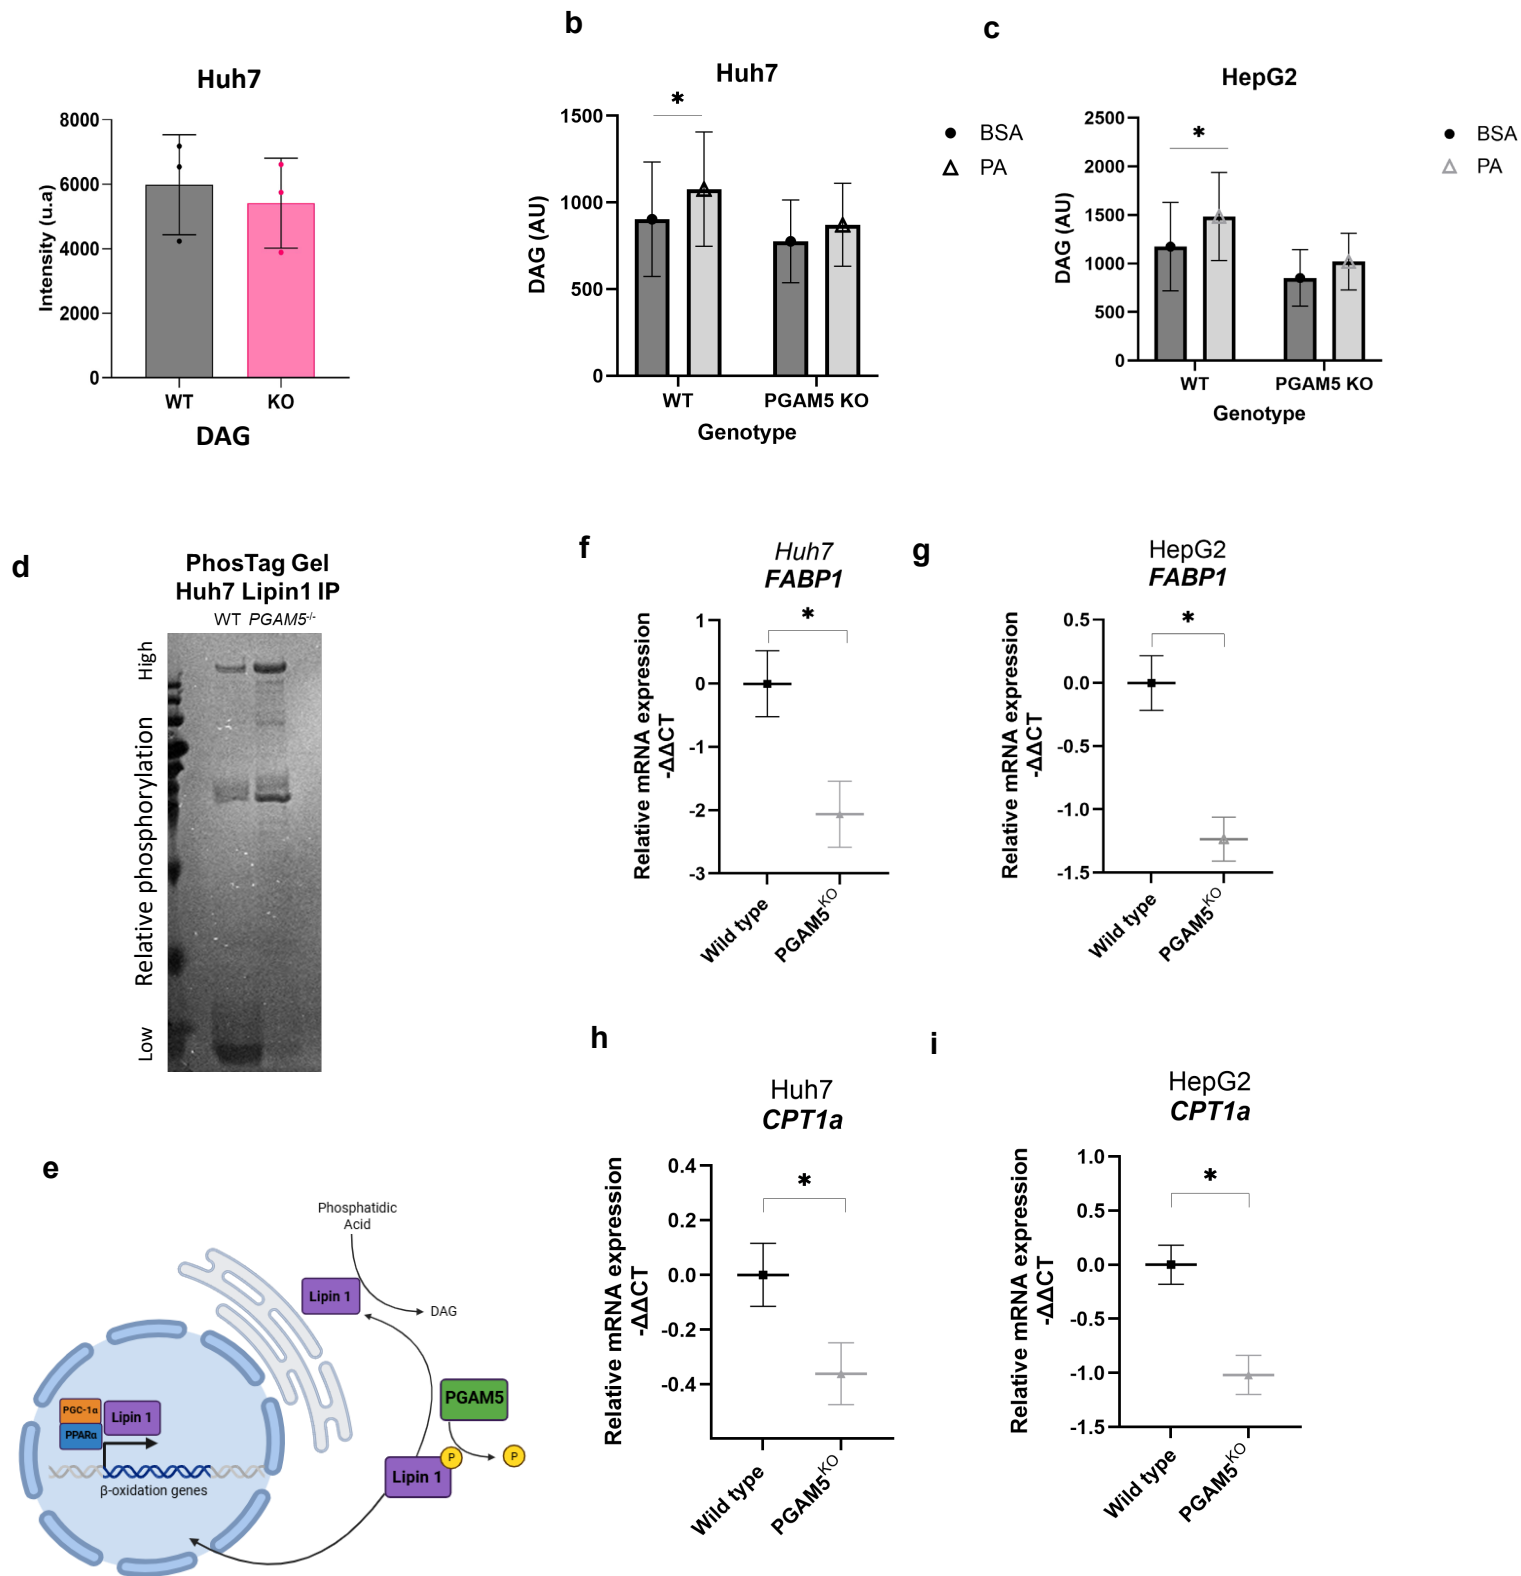 Huh7
Intensity (u.a)
8000
6000
4000
2000
0
WT
KO
DAG
b
Huh7
*
DAG (AU)
1500
1000
500
0
WT
PGAM5 KO
Genotype
BSA
PA
c
HepG2
*
DAG (AU)
2500
2000
1500
1000
500
0
WT
PGAM5 KO
Genotype
BSA
PA
d
PhosTag Gel
Huh7 Lipin1 IP
WT PGAM5-/-
High
Relative phosphorylation
Low
e
Phosphatidic
Acid
Lipin 1
DAG
PGAM5
P
P
Lipin 1
PGC-1α
PPARα
Lipin 1
β-oxidation genes
f
Huh7
FABP1
*
Relative mRNA expression
-ΔΔCT
1
0
-1
-2
-3
Wild type
PGAM5KO
g
HepG2
FABP1
*
Relative mRNA expression
-ΔΔCT
0.5
0.0
-0.5
-1.0
-1.5
Wild type
PGAM5KO
h
Huh7
CPT1a
*
Relative mRNA expression
-ΔΔCT
0.4
0.2
0.0
-0.2
-0.4
Wild type
PGAM5KO
i
HepG2
CPT1a
*
Relative mRNA expression
-ΔΔCT
1.0
0.5
0.0
-0.5
-1.0
-1.5
Wild type
PGAM5KO